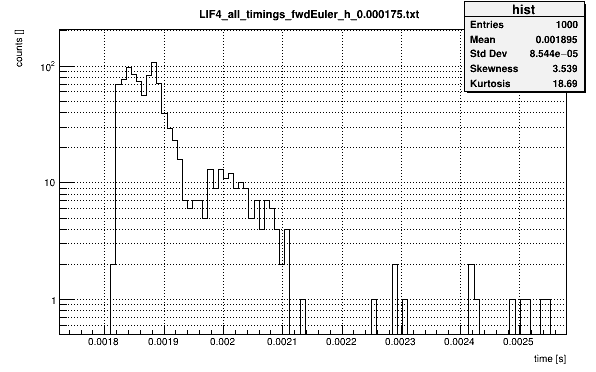 LIF4_all_timings_fwdEuler_h_0.000175.txt
hist
Entries 1000
Mean 0.001895
Std Dev 8.544e−05
Skewness 3.539
Kurtosis 18.69
counts []
10²
10
1
0.0018 0.0019 0.002 0.0021 0.0022 0.0023 0.0024 0.0025
time [s]